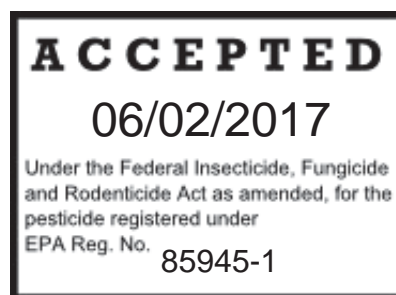 ACCEPTED
06/02/2017
Under the Federal Insecticide, Fungicide
and Rodenticide Act as amended, for the
pesticide registered under
EPA Reg. No. 85945-1